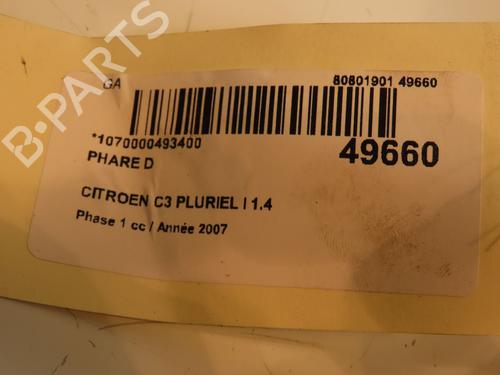 GA
80801901 49660
*1070000493400
49660
PHARE D
CITROEN C3 PLURIEL I 1.4
Phase 1 cc / Année 2007
B-PARTS